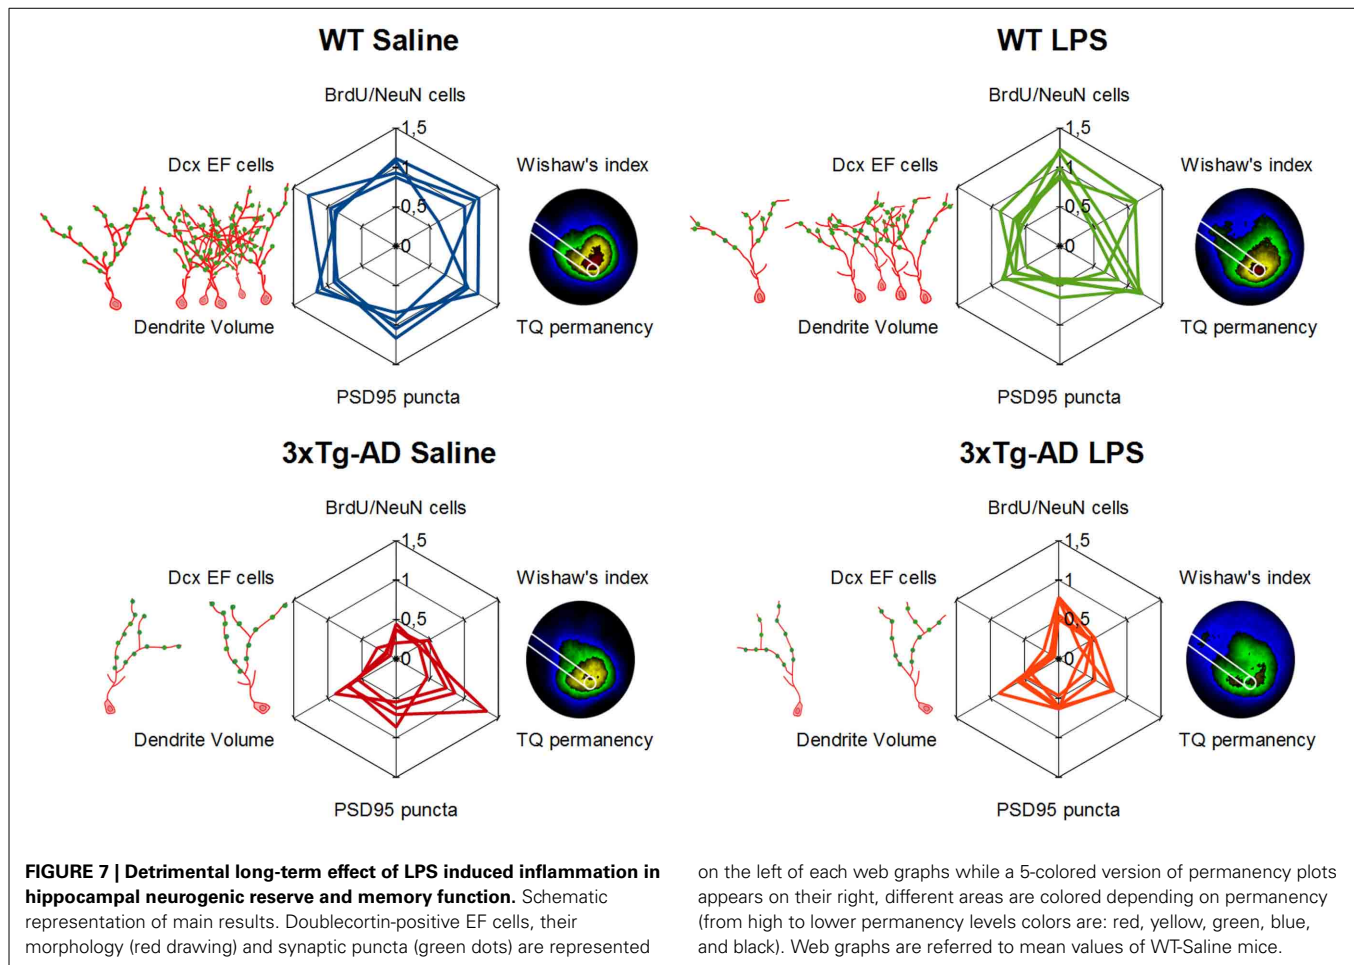 WT Saline
BrdU/NeuN cells
1,5
1
0,5
0
Dcx EF cells
Wishaw's index
Dendrite Volume
TQ permanency
PSD95 puncta
WT LPS
BrdU/NeuN cells
1,5
1
0,5
0
Dcx EF cells
Wishaw's index
Dendrite Volume
TQ permanency
PSD95 puncta
3xTg-AD Saline
BrdU/NeuN cells
1,5
1
0,5
0
Dcx EF cells
Wishaw's index
Dendrite Volume
TQ permanency
PSD95 puncta
3xTg-AD LPS
BrdU/NeuN cells
1,5
1
0,5
0
Dcx EF cells
Wishaw's index
Dendrite Volume
TQ permanency
PSD95 puncta
FIGURE 7 | Detrimental long-term effect of LPS induced inflammation in
hippocampal neurogenic reserve and memory function. Schematic
representation of main results. Doublecortin-positive EF cells, their
morphology (red drawing) and synaptic puncta (green dots) are represented
on the left of each web graphs while a 5-colored version of permanency plots
appears on their right, different areas are colored depending on permanency
(from high to lower permanency levels colors are: red, yellow, green, blue,
and black). Web graphs are referred to mean values of WT-Saline mice.